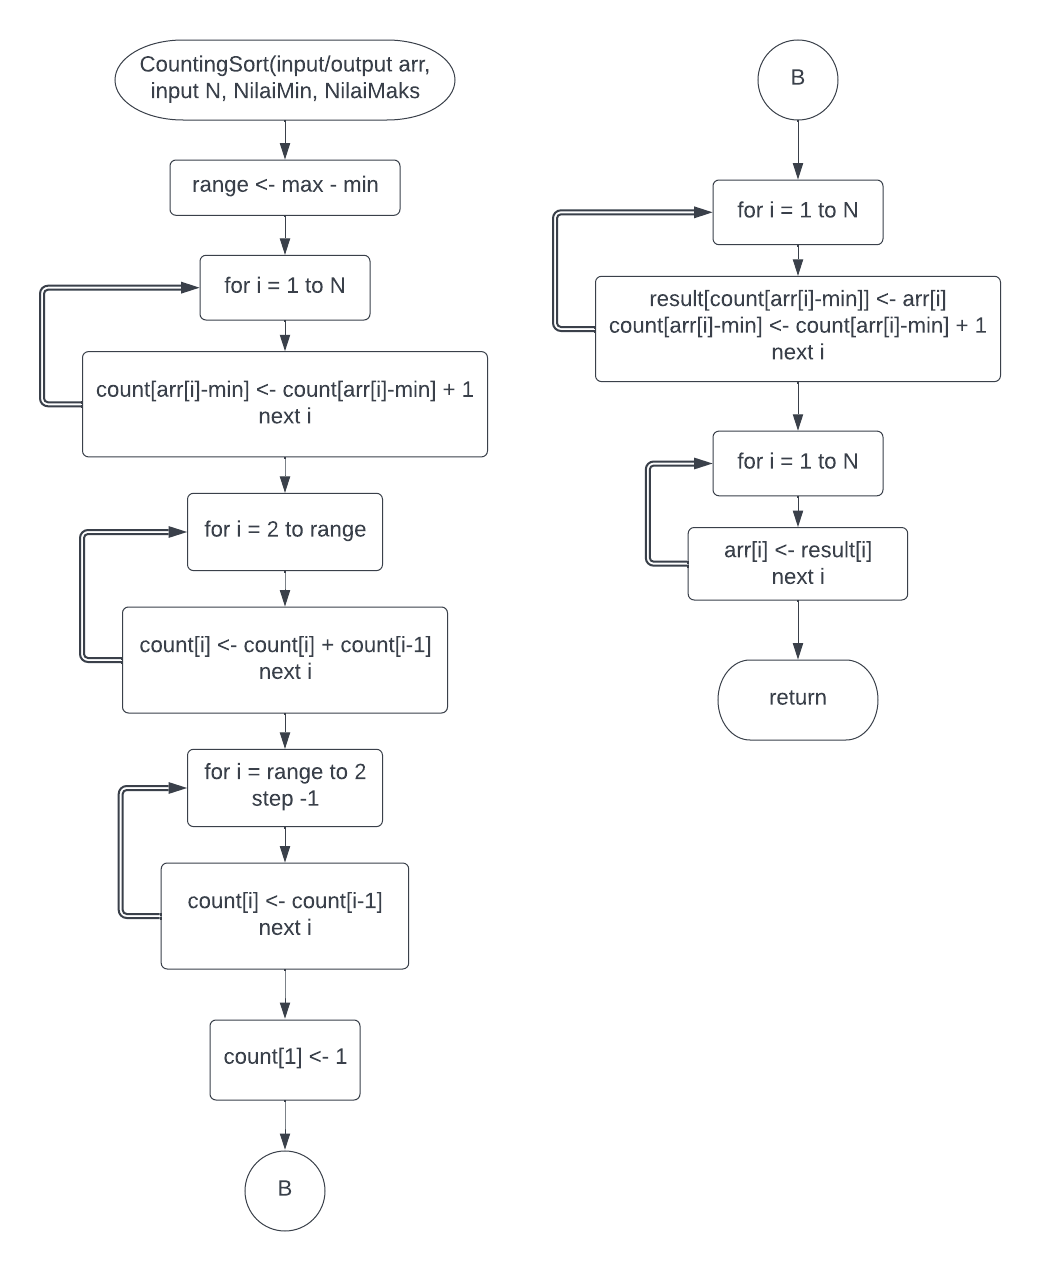 CountingSort(input/output arr,
input N, NilaiMin, NilaiMaks
range <- max - min
for i = 1 to N
count[arr[i]-min] <- count[arr[i]-min] + 1
next i
for i = 2 to range
count[i] <- count[i] + count[i-1]
next i
for i = range to 2
step -1
count[i] <- count[i-1]
next i
count[1] <- 1
B
B
for i = 1 to N
result[count[arr[i]-min]] <- arr[i]
count[arr[i]-min] <- count[arr[i]-min] + 1
next i
for i = 1 to N
arr[i] <- result[i]
next i
return